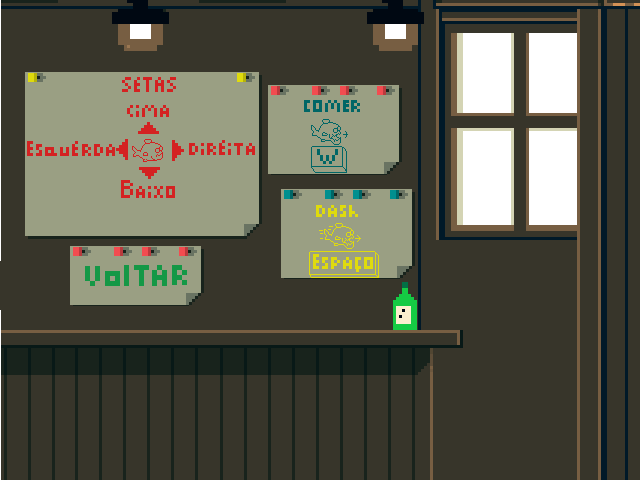 SETAS
CIMA
ESQUERDA DIREITA
BAIXO
COMER
W
DASH
ESPAÇO
VolTAR